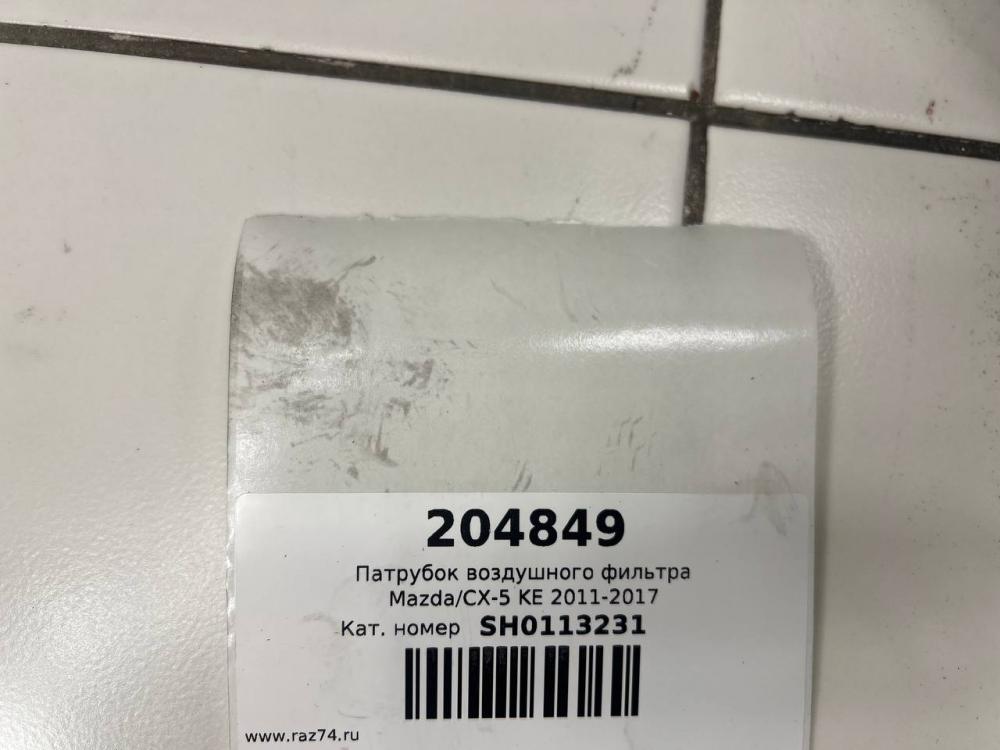 204849
Патрубок воздушного фильтра
Mazda/CX-5 KE 2011-2017
Кат. номер SH0113231
www.raz74.ru